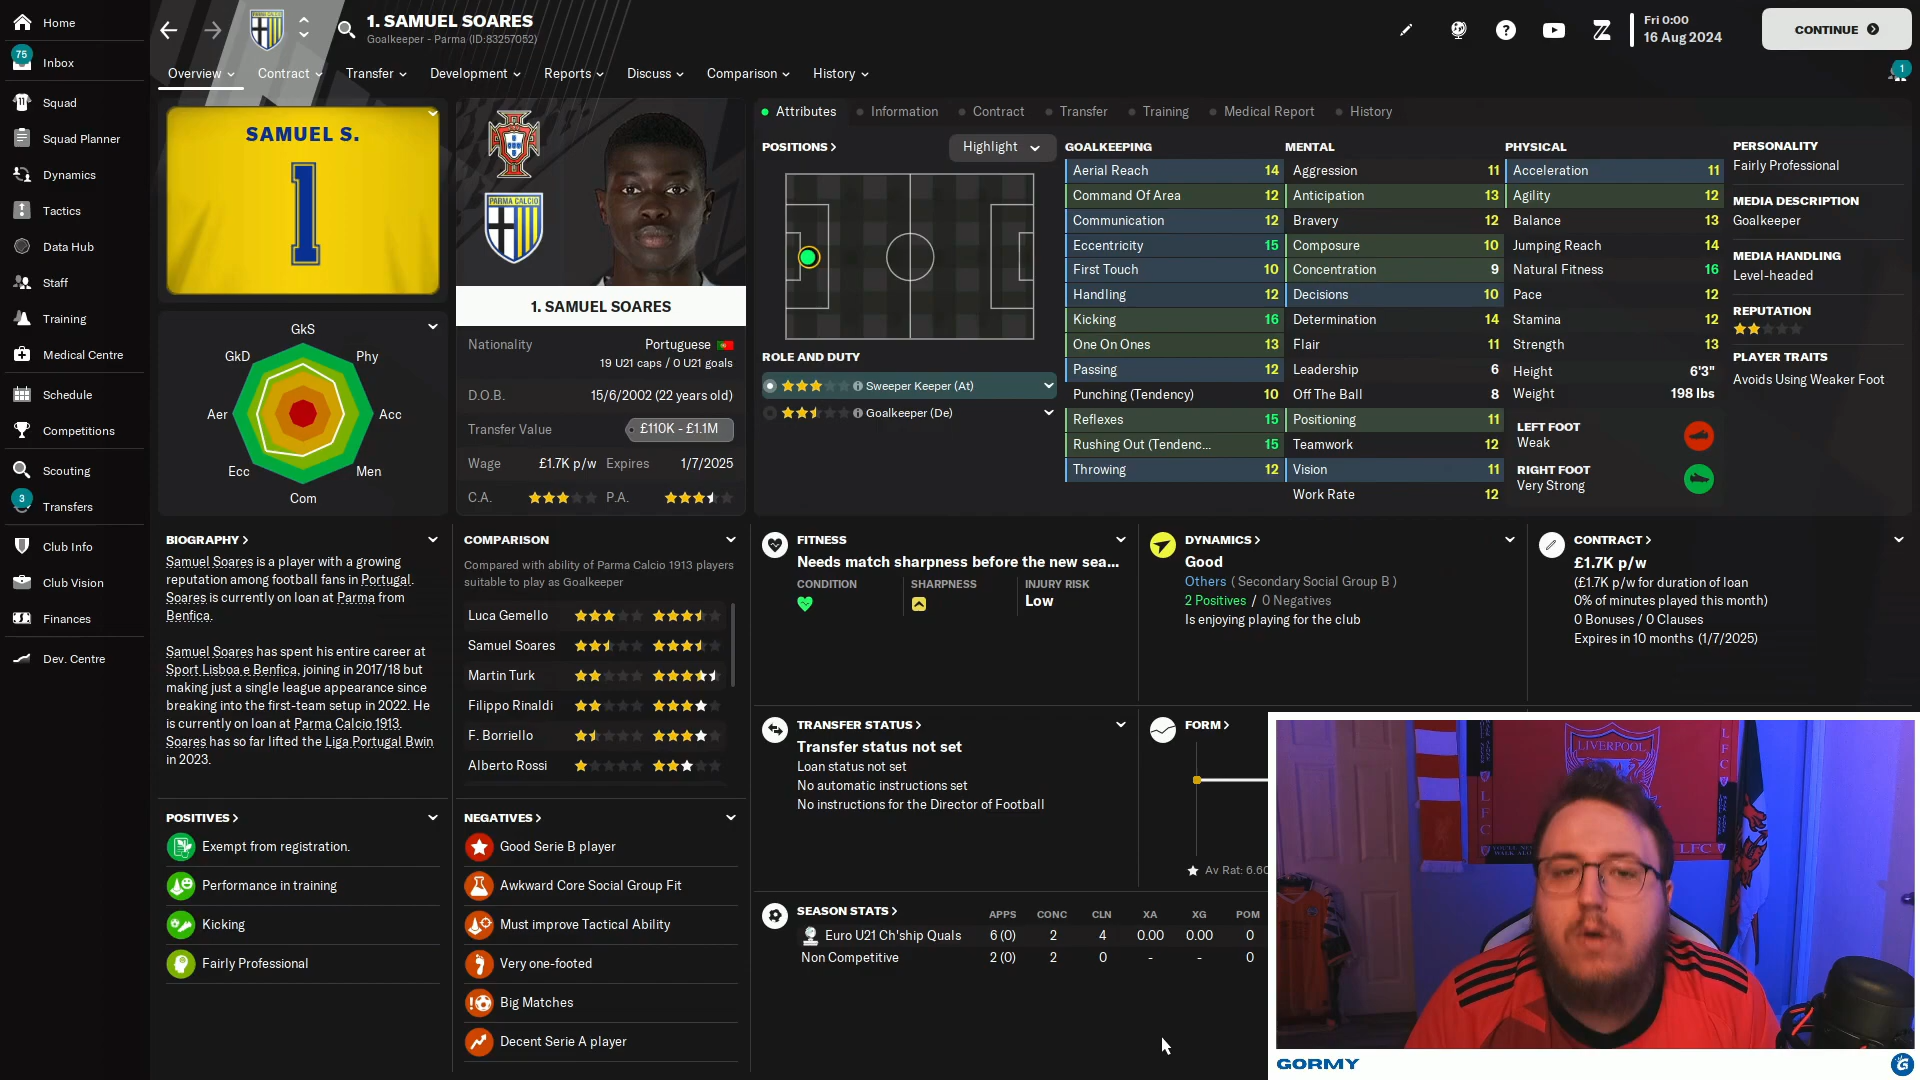 Home
75
Inbox
Squad
Squad Planner
Dynamics
Tactics
Data Hub
Staff
Training
Medical Centre
Schedule
Competitions
Scouting
3
Transfers
Club Info
Club Vision
Finances
Dev. Centre
1. SAMUEL SOARES
Goalkeeper - Parma (ID:83257052)
Fri 0:00
16 Aug 2024
CONTINUE
Overview
Contract
Transfer
Development
Reports
Discuss
Comparison
History
1
SAMUEL S.
1
GkS
Phy
Acc
Men
Com
Ecc
Aer
GkD
PARMA CALCIO
1. SAMUEL SOARES
Nationality Portuguese
19 U21 caps / 0 U21 goals
D.O.B. 15/6/2002 (22 years old)
Transfer Value £110K - £1.1M
Wage £1.7K p/w Expires 1/7/2025
C.A. P.A.
Attributes
Information
Contract
Transfer
Training
Medical Report
History
POSITIONS >
Highlight
ROLE AND DUTY
Sweeper Keeper (At)
Goalkeeper (De)
GOALKEEPING
Aerial Reach 14
Command Of Area 12
Communication 12
Eccentricity 15
First Touch 10
Handling 12
Kicking 16
One On Ones 13
Passing 12
Punching (Tendency) 10
Reflexes 15
Rushing Out (Tendenc... 15
Throwing 12
MENTAL
Aggression 11
Anticipation 13
Bravery 12
Composure 10
Concentration 9
Decisions 10
Determination 14
Flair 11
Leadership 6
Off The Ball 8
Positioning 11
Teamwork 12
Vision 11
Work Rate 12
PHYSICAL
Acceleration 11
Agility 12
Balance 13
Jumping Reach 14
Natural Fitness 16
Pace 12
Stamina 12
Strength 13
Height 6'3"
Weight 198 lbs
LEFT FOOT
Weak
RIGHT FOOT
Very Strong
PERSONALITY
Fairly Professional
MEDIA DESCRIPTION
Goalkeeper
MEDIA HANDLING
Level-headed
REPUTATION
PLAYER TRAITS
Avoids Using Weaker Foot
BIOGRAPHY >
Samuel Soares is a player with a growing
reputation among football fans in Portugal.
Soares is currently on loan at Parma from
Benfica.
Samuel Soares has spent his entire career at
Sport Lisboa e Benfica, joining in 2017/18 but
making just a single league appearance since
breaking into the first-team setup in 2022. He
is currently on loan at Parma Calcio 1913.
Soares has so far lifted the Liga Portugal Bwin
in 2023.
COMPARISON
Compared with ability of Parma Calcio 1913 players
suitable to play as Goalkeeper
Luca Gemello
Samuel Soares
Martin Turk
Filippo Rinaldi
F. Borriello
Alberto Rossi
FITNESS
Needs match sharpness before the new sea...
CONDITION
SHARPNESS
INJURY RISK
Low
DYNAMICS >
Good
Others ( Secondary Social Group B )
2 Positives / 0 Negatives
Is enjoying playing for the club
CONTRACT >
£1.7K p/w
(£1.7K p/w for duration of loan
0% of minutes played this month)
0 Bonuses / 0 Clauses
Expires in 10 months (1/7/2025)
TRANSFER STATUS >
Transfer status not set
Loan status not set
No automatic instructions set
No instructions for the Director of Football
FORM >
Av Rat: 6.60
POSITIVES >
Exempt from registration.
Performance in training
Kicking
Fairly Professional
NEGATIVES >
Good Serie B player
Awkward Core Social Group Fit
Must improve Tactical Ability
Very one-footed
Big Matches
Decent Serie A player
SEASON STATS > APPS CONC CLN XA XG POM
Euro U21 Ch'ship Quals 6 (0) 2 4 0.00 0.00 0
Non Competitive 2 (0) 2 0 - - 0
LIVERPOOL
LFC
LFC
LFC
GORMY